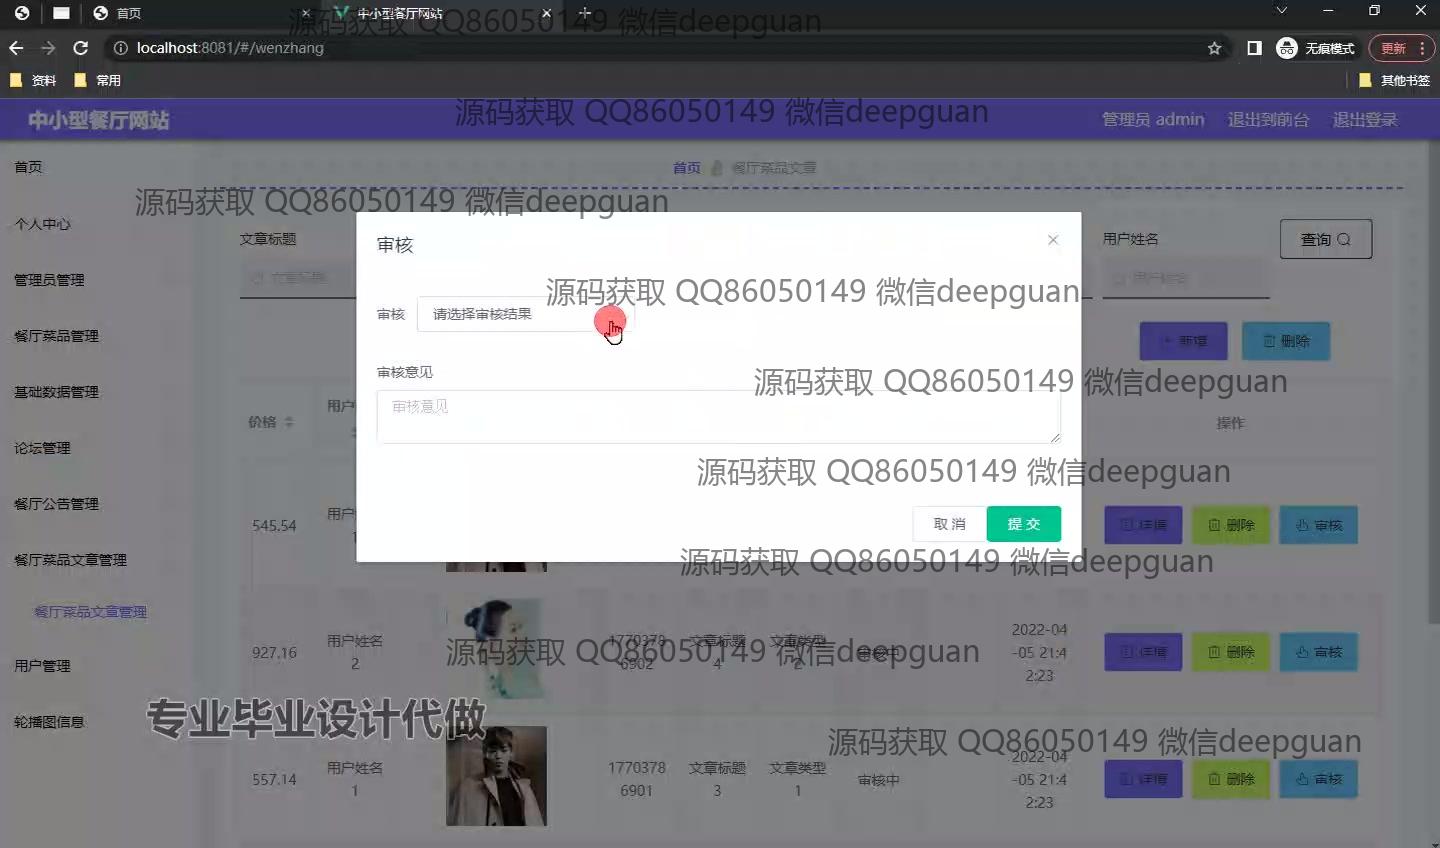 首页
中小型餐厅网站
源码获取 QQ86050149 微信deepguan
localhost:8081/#/wenzhang
无痕模式
更新
资料
常用
其他书签
中小型餐厅网站
源码获取 QQ86050149 微信deepguan
管理员 admin
退出到前台
退出登录
首页
首页
餐厅菜品文章
源码获取 QQ86050149 微信deepguan
个人中心
文章标题
审核
用户姓名
查询
管理员管理
文章标题
用户姓名
源码获取 QQ86050149 微信deepguan
审核
请选择审核结果
餐厅菜品管理
新增
删除
审核意见
源码获取 QQ86050149 微信deepguan
基础数据管理
价格
用户
审核意见
操作
论坛管理
源码获取 QQ86050149 微信deepguan
餐厅公告管理
545.54
用户
取消
提交
详情
删除
审核
餐厅菜品文章管理
源码获取 QQ86050149 微信deepguan
餐厅菜品文章管理
927.16
用户姓名
2
1770378
6902
文章标题
4
文章类型
2
审核中
2022-04
-05 21:4
2:23
详情
删除
审核
源码获取 QQ86050149 微信deepguan
用户管理
轮播图信息
专业毕业设计代做
源码获取 QQ86050149 微信deepguan
557.14
用户姓名
1
1770378
6901
文章标题
3
文章类型
1
审核中
2022-04
-05 21:4
2:23
详情
删除
审核